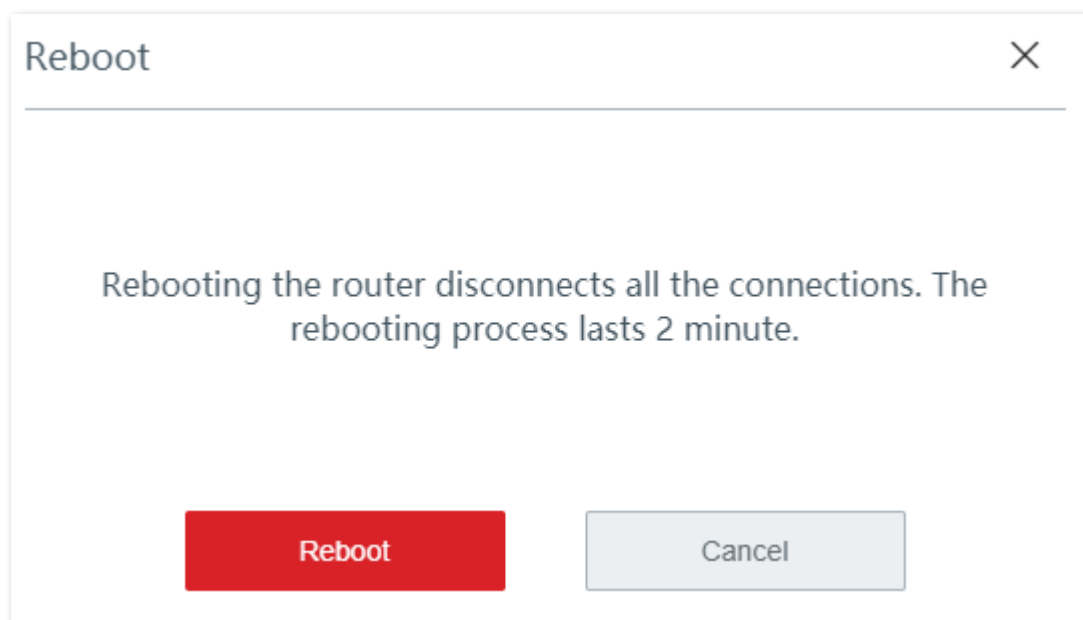 Reboot
Rebooting the router disconnects all the connections. The
rebooting process lasts 2 minute.
Reboot
Cancel